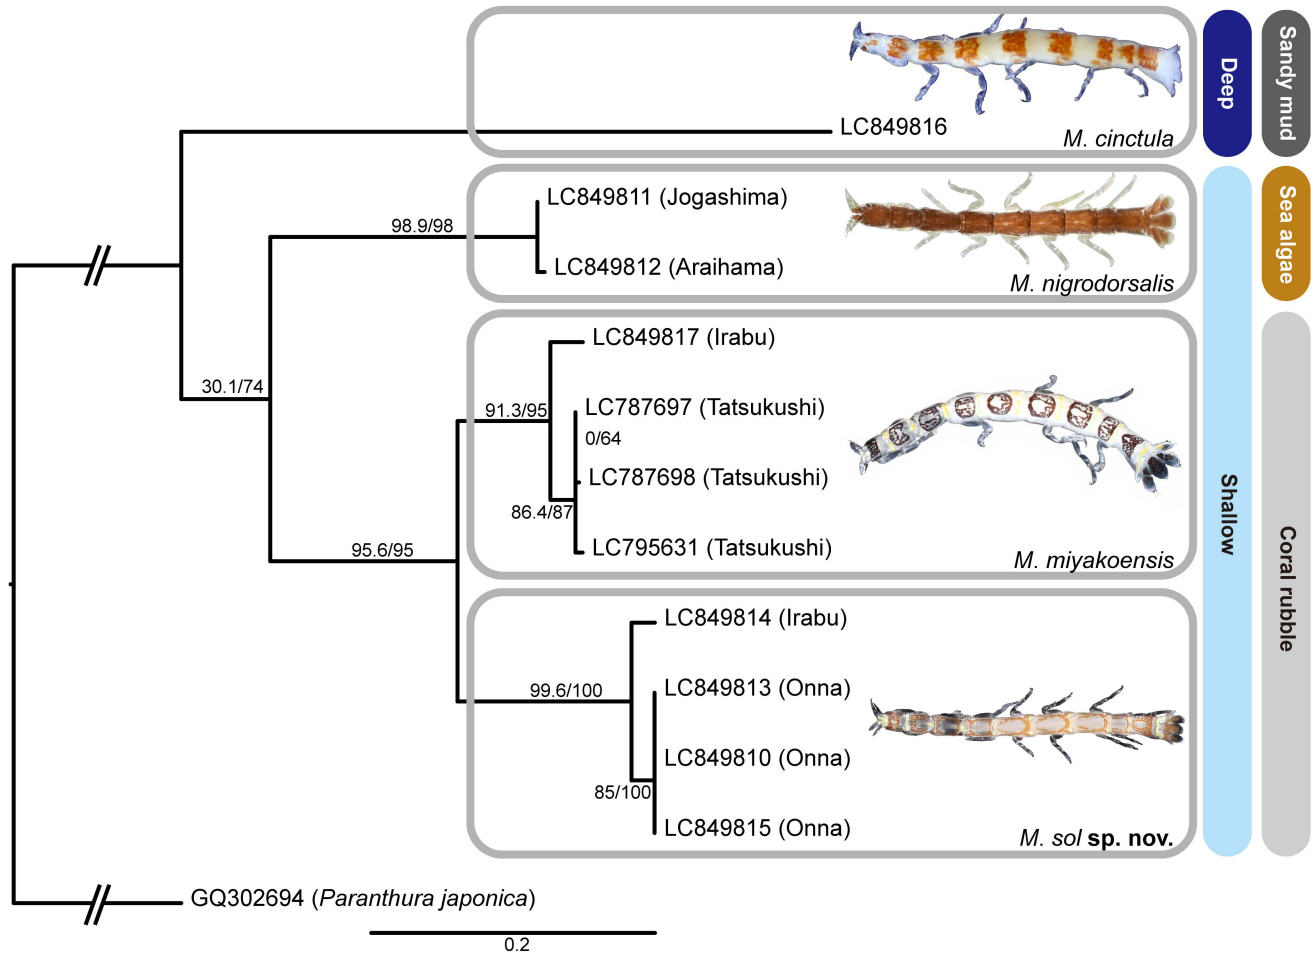 LC849816
M. cinctula
Deep
Sandy mud
98.9/98
LC849811 (Jogashima)
LC849812 (Araihama)
M. nigrodorsalis
Sea algae
30.1/74
LC849817 (Irabu)
91.3/95
LC787697 (Tatsukushi)
0/64
LC787698 (Tatsukushi)
86.4/87
LC795631 (Tatsukushi)
M. miyakoensis
95.6/95
Shallow
Coral rubble
LC849814 (Irabu)
99.6/100
LC849813 (Onna)
LC849810 (Onna)
85/100
LC849815 (Onna)
M. sol sp. nov.
GQ302694 (Paranthura japonica)
0.2